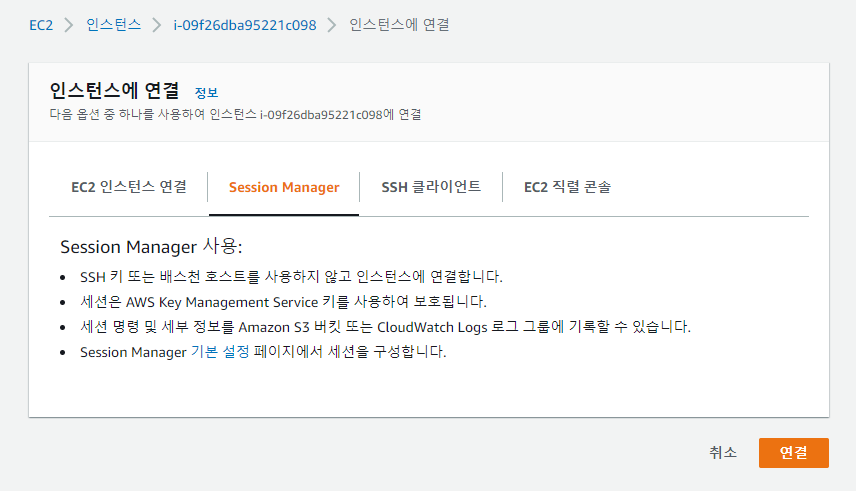 EC2 > 인스턴스 > i-09f26dba95221c098 > 인스턴스에 연결
인스턴스에 연결 정보
다음 옵션 중 하나를 사용하여 인스턴스 i-09f26dba95221c098에 연결
EC2 인스턴스 연결 Session Manager SSH 클라이언트 EC2 직렬 콘솔
Session Manager 사용:
• SSH 키 또는 배스천 호스트를 사용하지 않고 인스턴스에 연결합니다.
• 세션은 AWS Key Management Service 키를 사용하여 보호됩니다.
• 세션 명령 및 세부 정보를 Amazon S3 버킷 또는 CloudWatch Logs 로그 그룹에 기록할 수 있습니다.
• Session Manager 기본 설정 페이지에서 세션을 구성합니다.
취소 연결